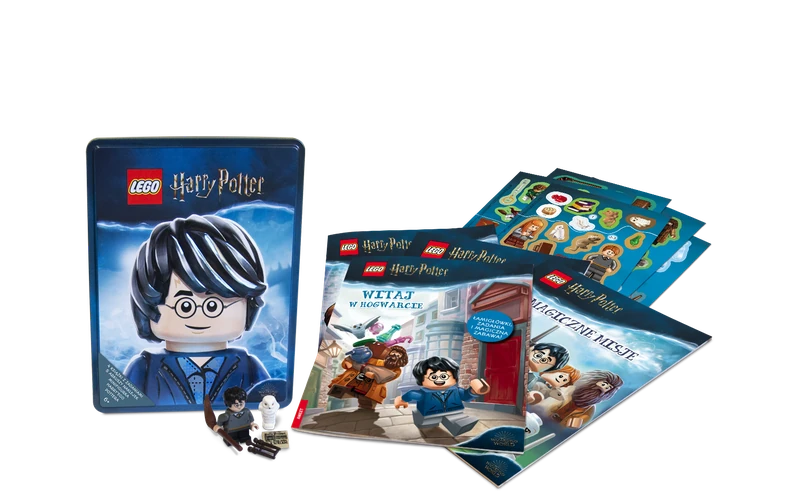 LEGO Harry Potter
6+
LEGO Harry Potter
LEGO Harry Potter
LEGO Harry Potter
WITAJ
W HOGWARCIE
ŁAMIGŁÓWKI,
ZADANIA
I MAGICZNA
ZABAWA!
LEGO Harry Potter
MAGICZNE MISJE